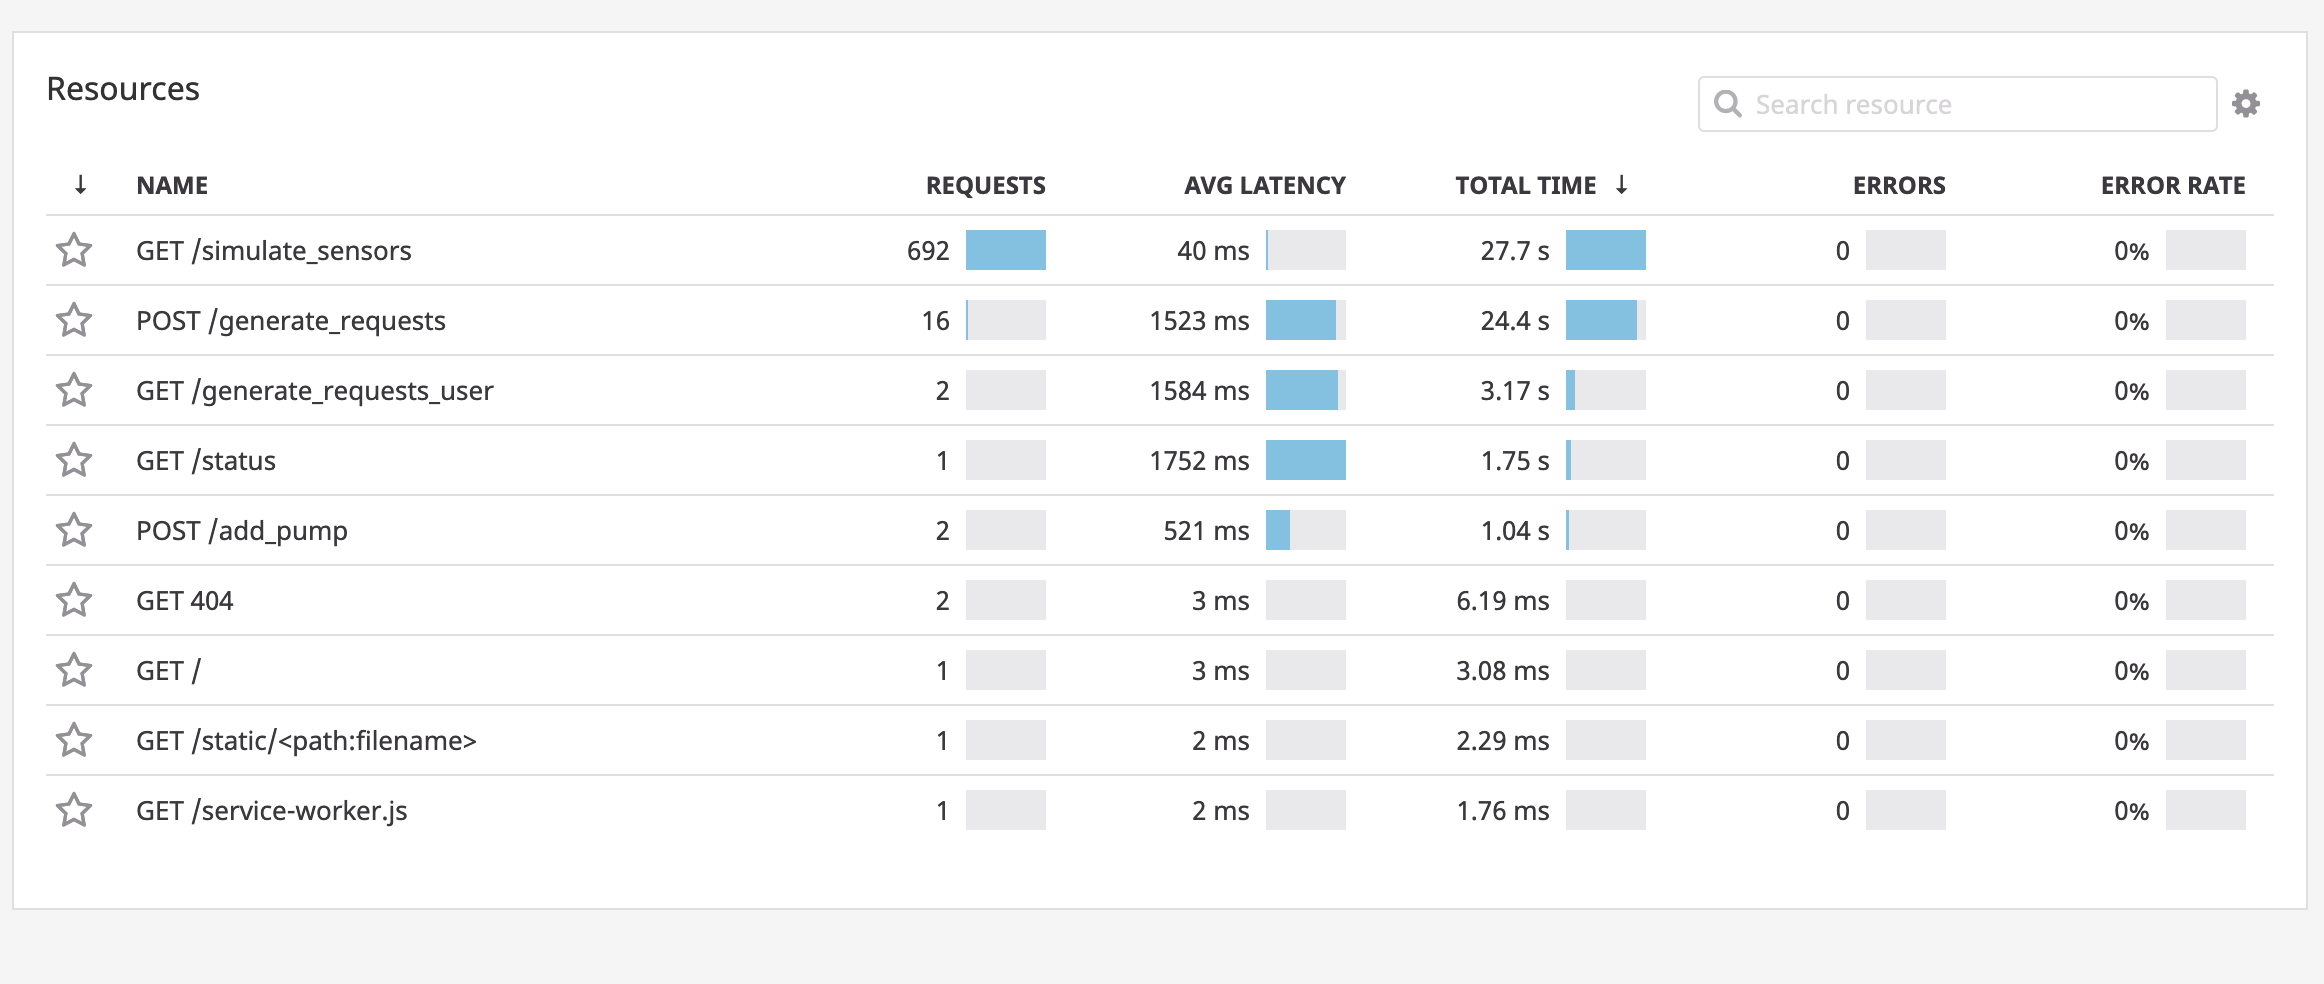 Resources
Search resource
↓ NAME REQUESTS AVG LATENCY TOTAL TIME ↓ ERRORS ERROR RATE
GET /simulate_sensors 692 40 ms 27.7 s 0 0%
POST /generate_requests 16 1523 ms 24.4 s 0 0%
GET /generate_requests_user 2 1584 ms 3.17 s 0 0%
GET /status 1 1752 ms 1.75 s 0 0%
POST /add_pump 2 521 ms 1.04 s 0 0%
GET 404 2 3 ms 6.19 ms 0 0%
GET / 1 3 ms 3.08 ms 0 0%
GET /static/<path:filename> 1 2 ms 2.29 ms 0 0%
GET /service-worker.js 1 2 ms 1.76 ms 0 0%